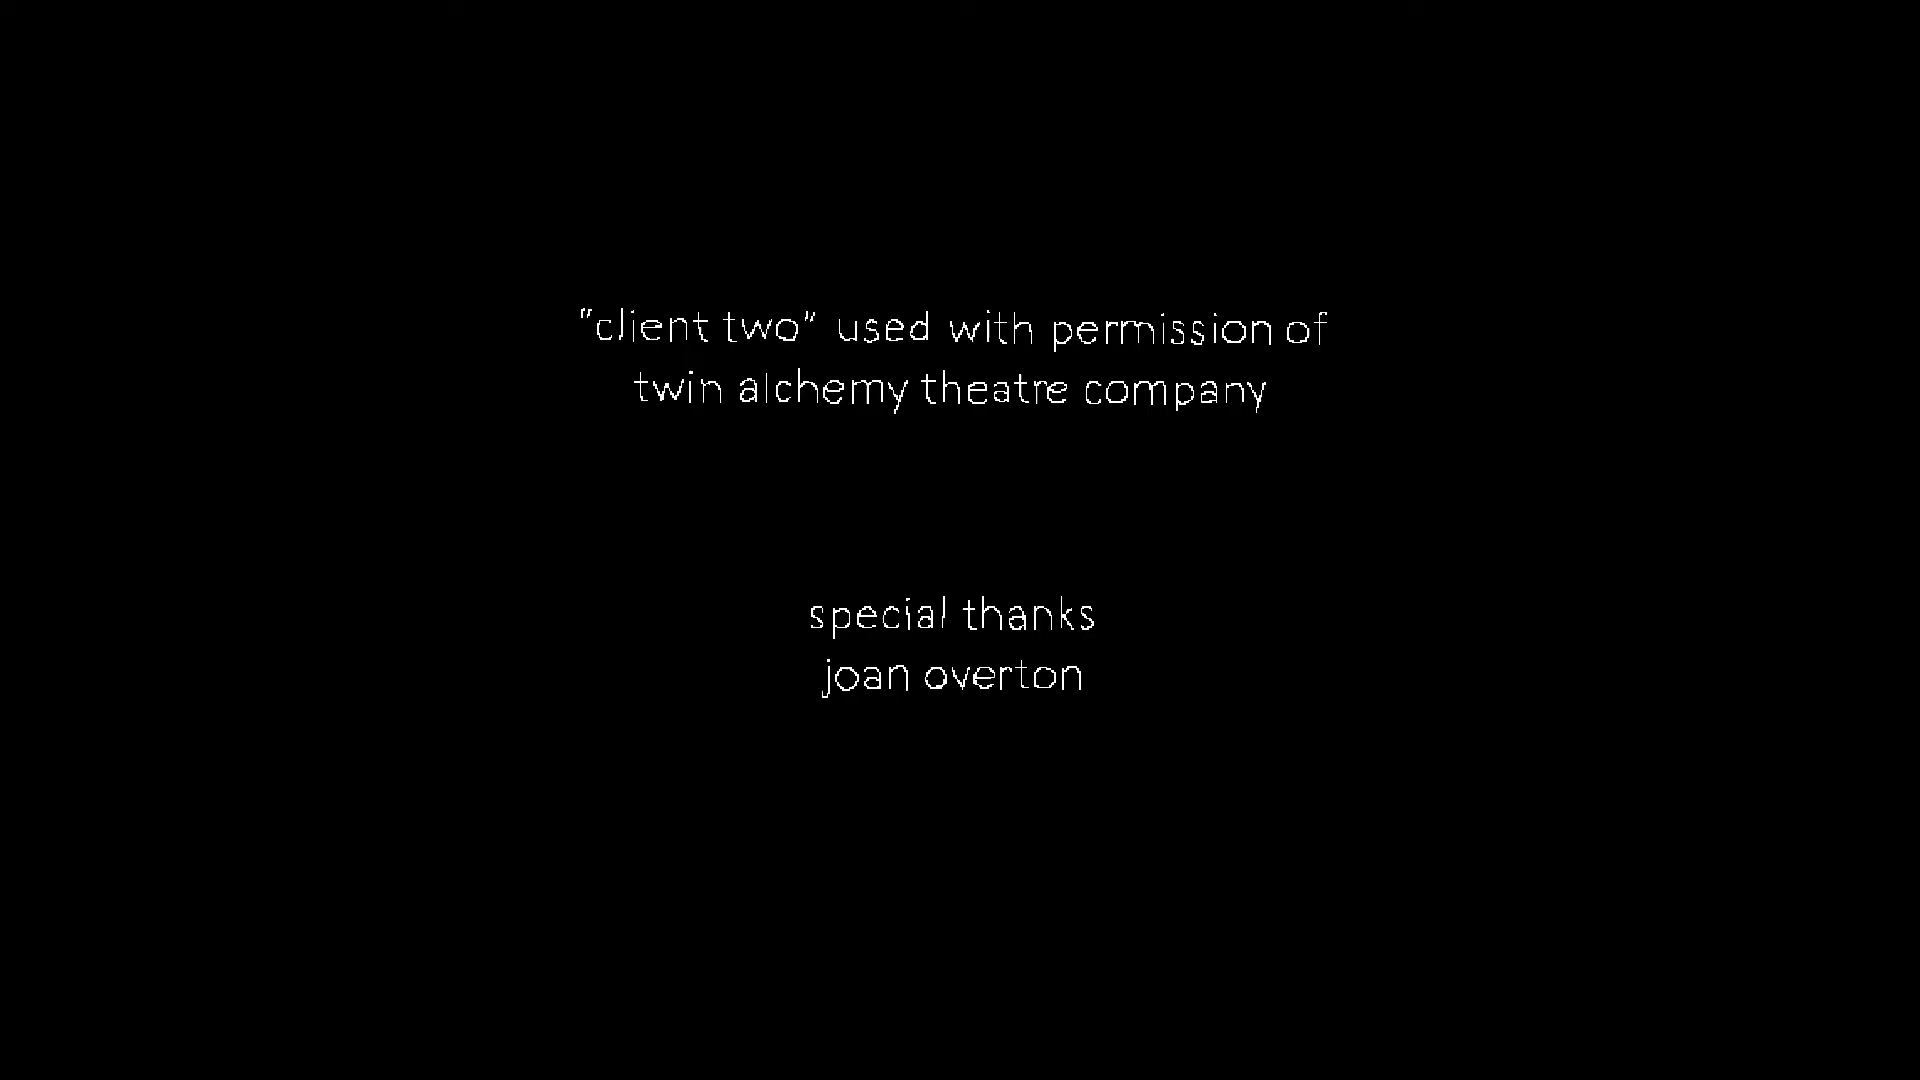 "client two" used with permission of
twin alchemy theatre company
special thanks
joan overton